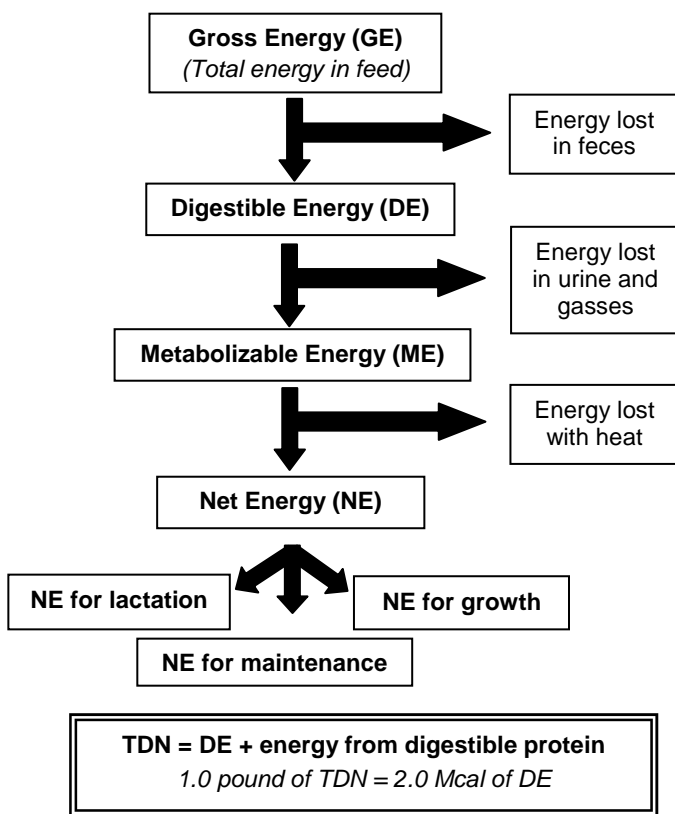 Gross Energy (GE)
(Total energy in feed)
Energy lost
in feces
Digestible Energy (DE)
Energy lost
in urine and
gasses
Metabolizable Energy (ME)
Energy lost
with heat
Net Energy (NE)
NE for lactation
NE for growth
NE for maintenance
TDN = DE + energy from digestible protein
1.0 pound of TDN = 2.0 Mcal of DE